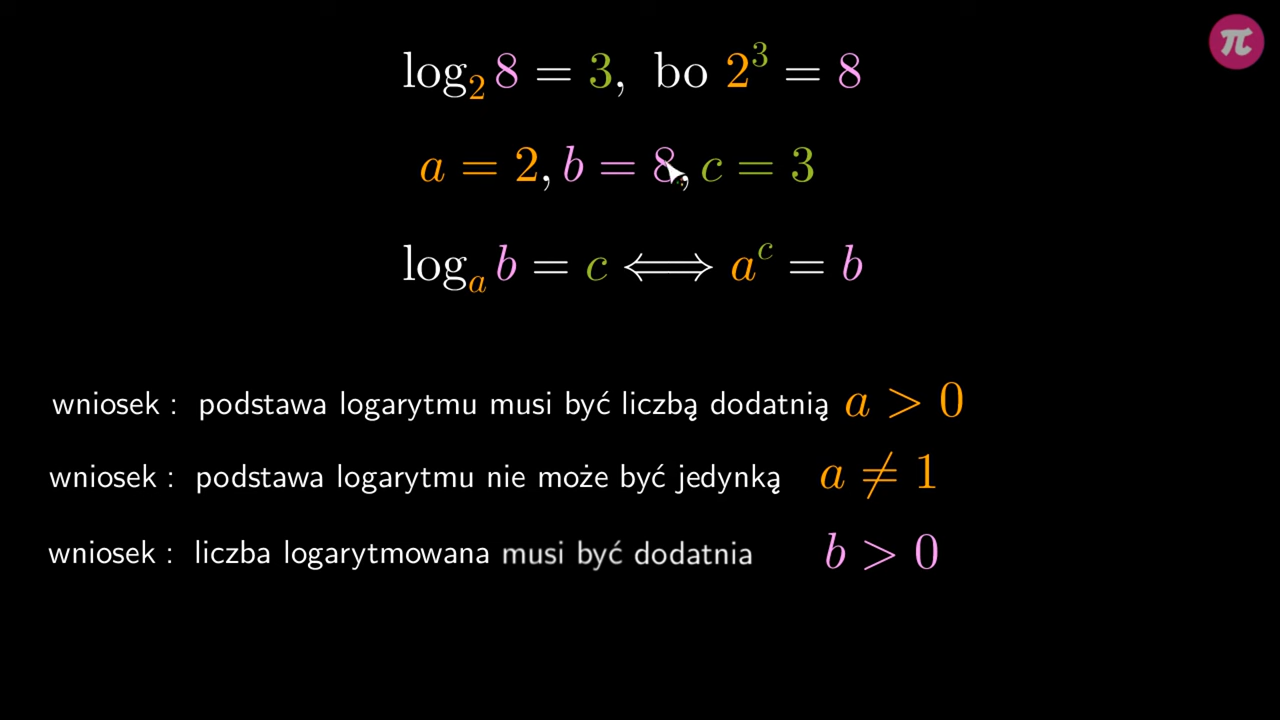 log₂ 8 = 3, bo 2³ = 8
a = 2, b = 8, c = 3
logₐ b = c ⟺ aᶜ = b
wniosek : podstawa logarytmu musi być liczbą dodatnią a > 0
wniosek : podstawa logarytmu nie może być jedynką a ≠ 1
wniosek : liczba logarytmowana musi być dodatnia b > 0
π